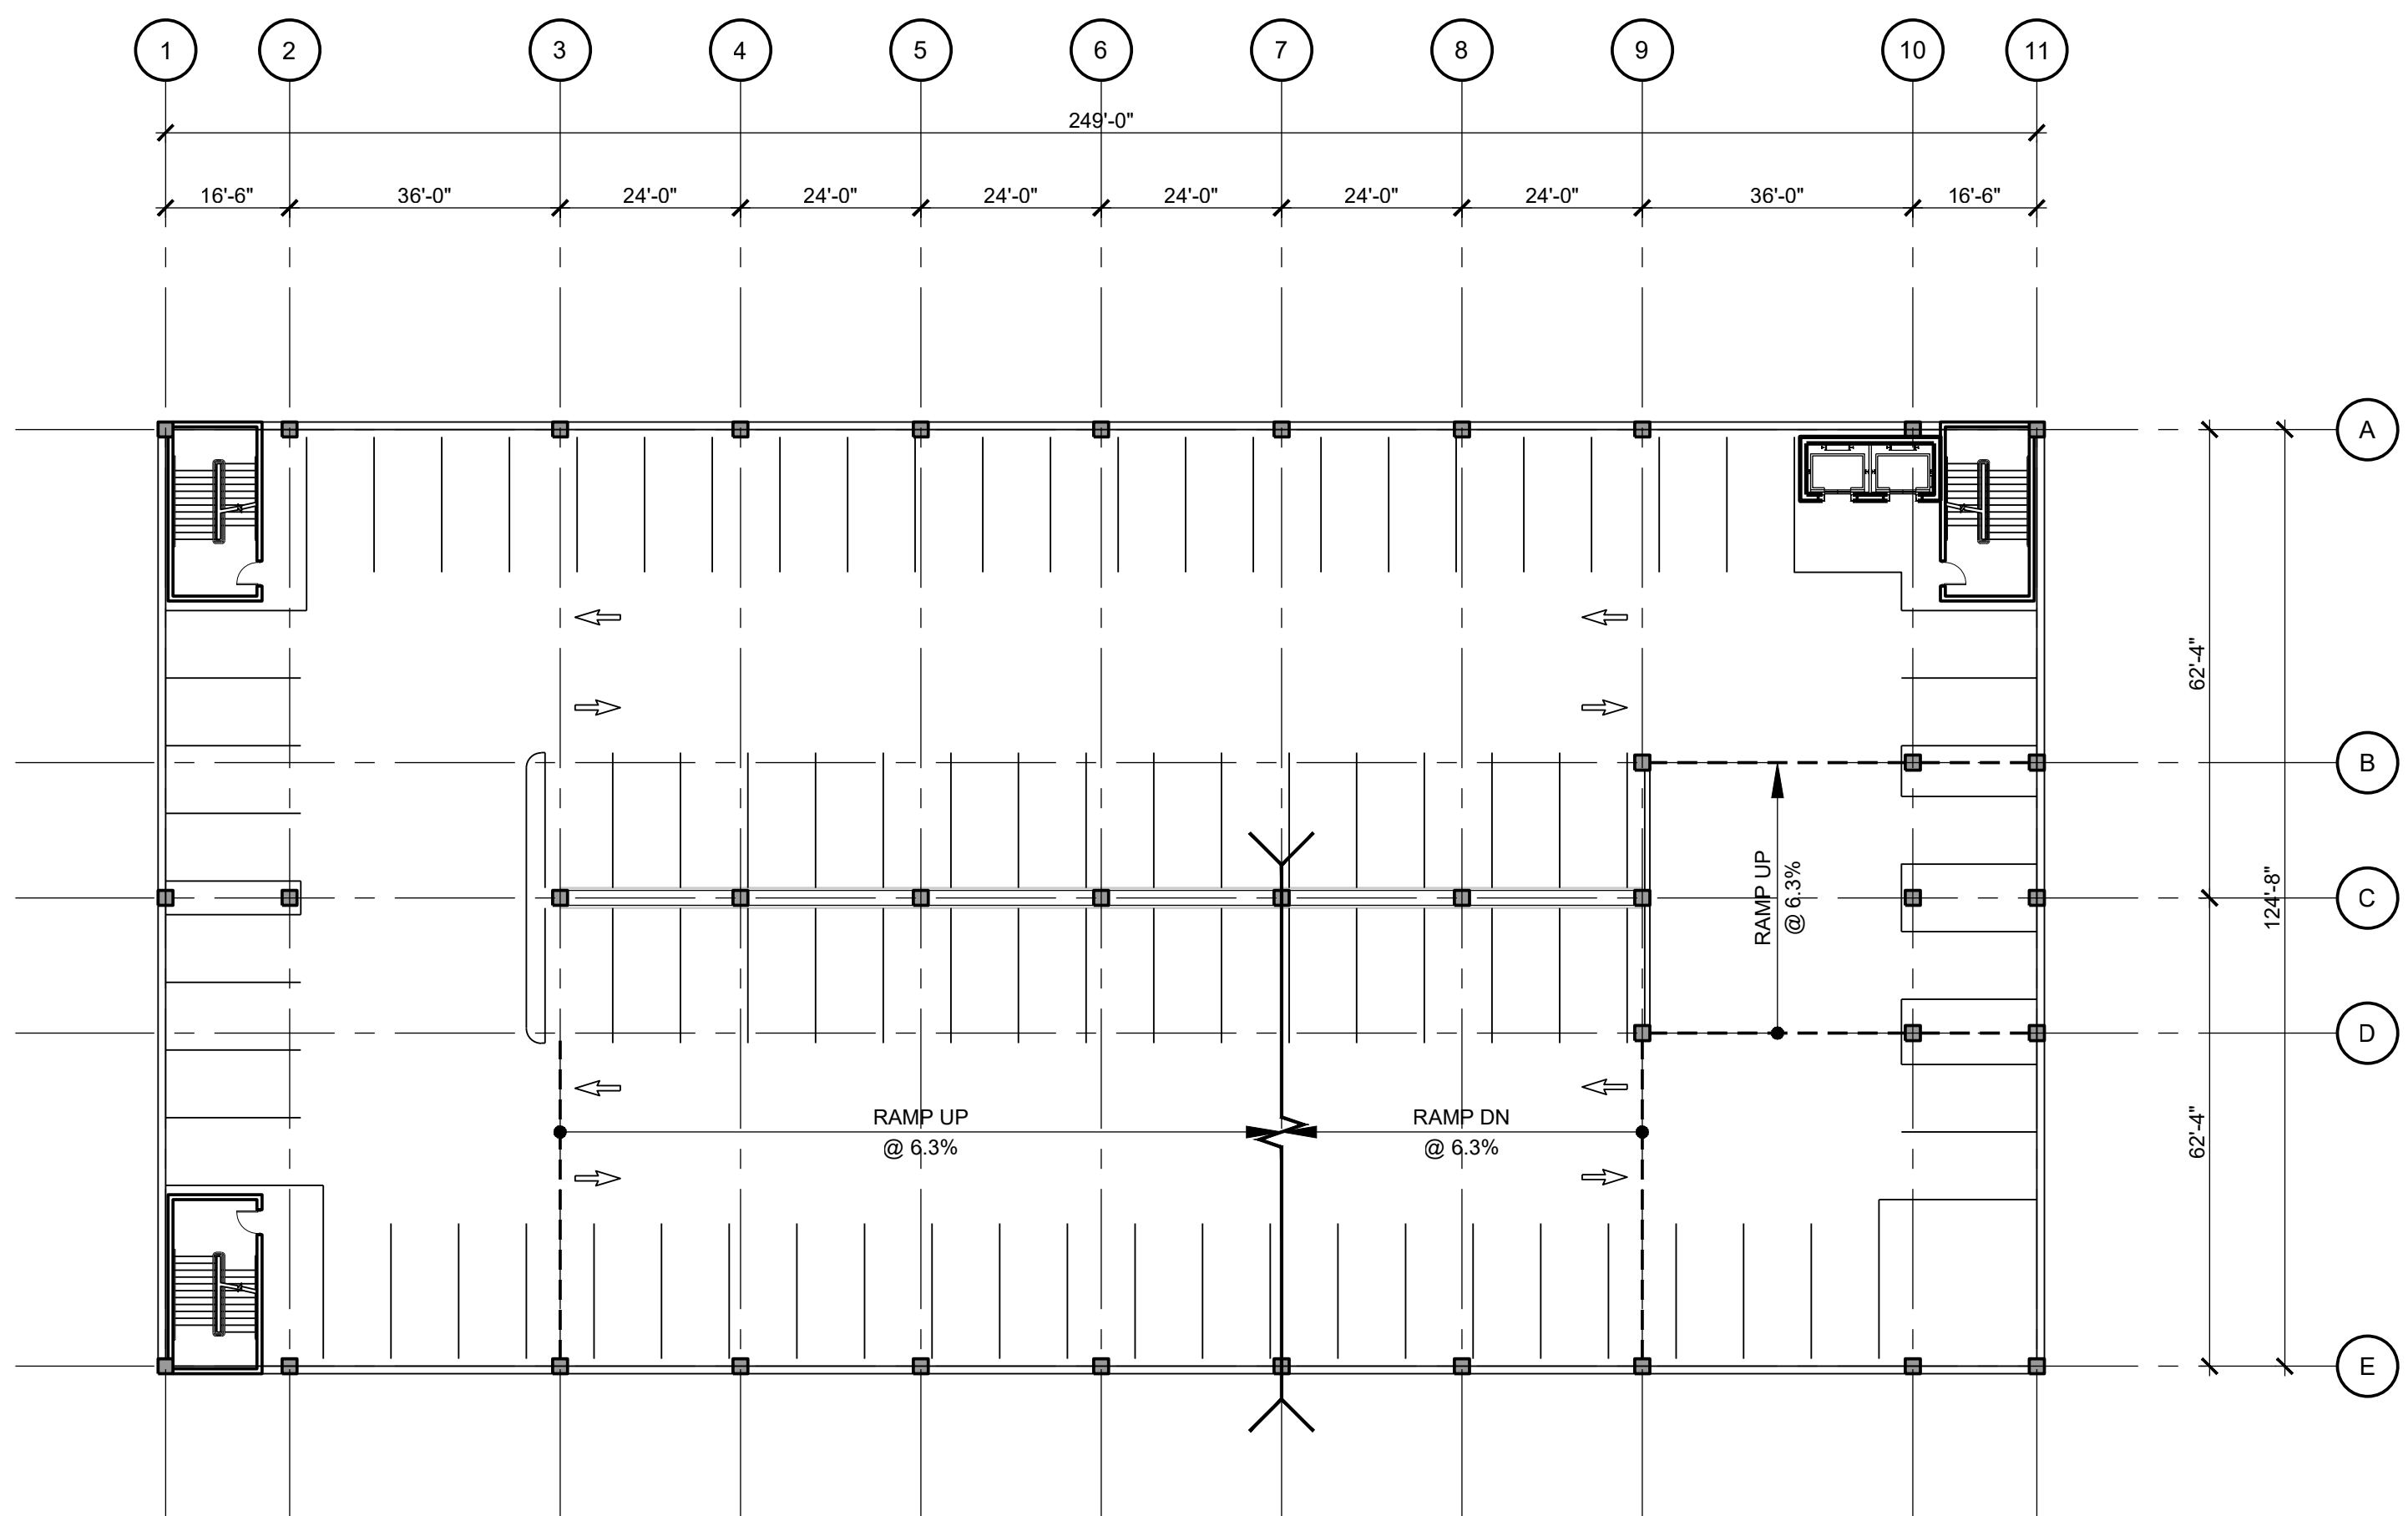 1 2 3 4 5 6 7 8 9 10 11
249'-0"
16'-6" 36'-0" 24'-0" 24'-0" 24'-0" 24'-0" 24'-0" 24'-0" 36'-0" 16'-6"
A
62'-4"
B
RAMP UP
@ 6.3%
C
124'-8"
D
RAMP UP
@ 6.3%
RAMP DN
@ 6.3%
62'-4"
E